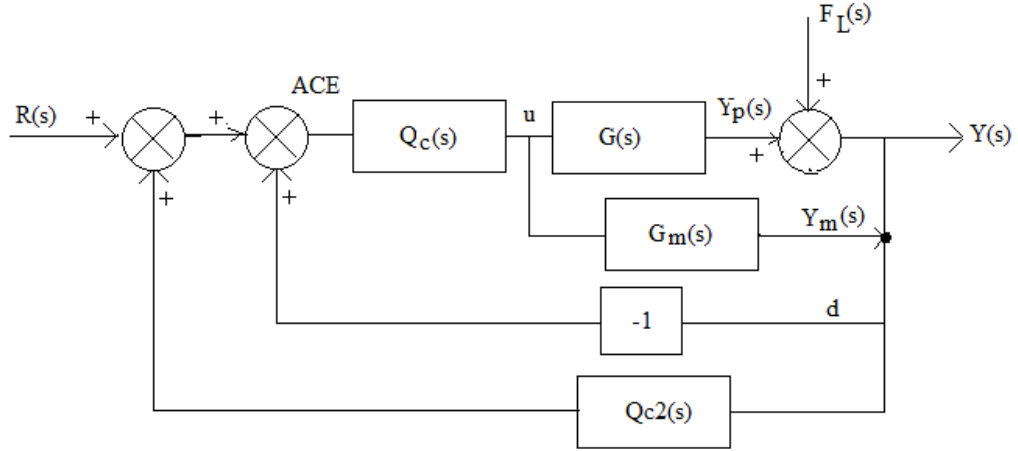 F_L(s)
ACE
R(s)
+
+
Q_c(s)
u
G(s)
Y_p(s)
+
+
Y(s)
+
+
G_m(s)
Y_m(s)
-1
d
Qc2(s)